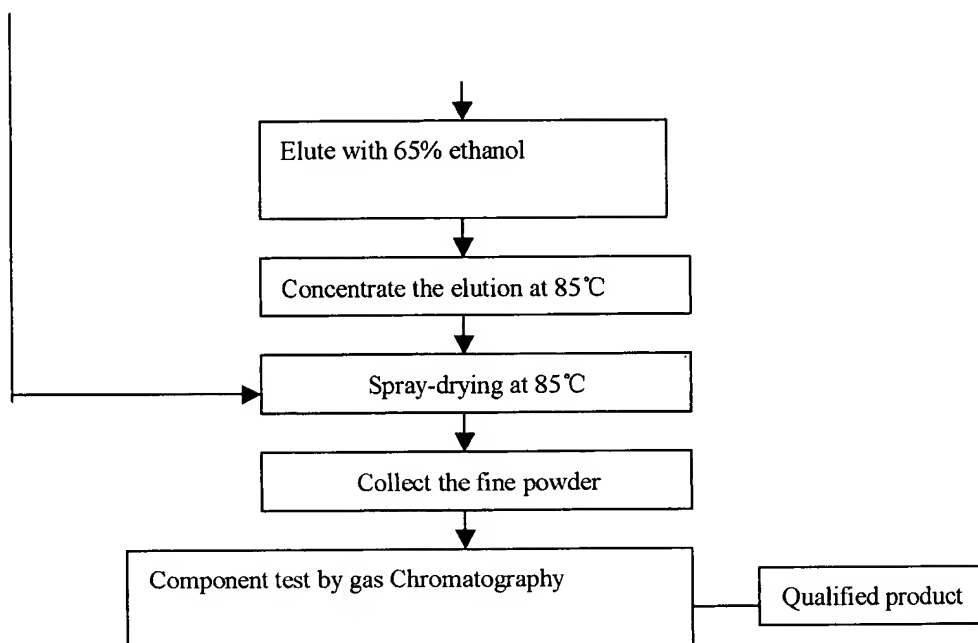 Elute with 65% ethanol
Concentrate the elution at 85℃
Spray-drying at 85℃
Collect the fine powder
Component test by gas Chromatography
Qualified product